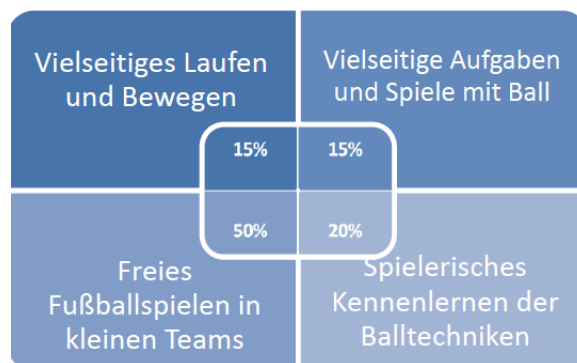 Vielseitiges Laufen
und Bewegen
Vielseitige Aufgaben
und Spiele mit Ball
15%
15%
50%
20%
Freies
Fußballspielen in
kleinen Teams
Spielerisches
Kennenlernen der
Balltechniken